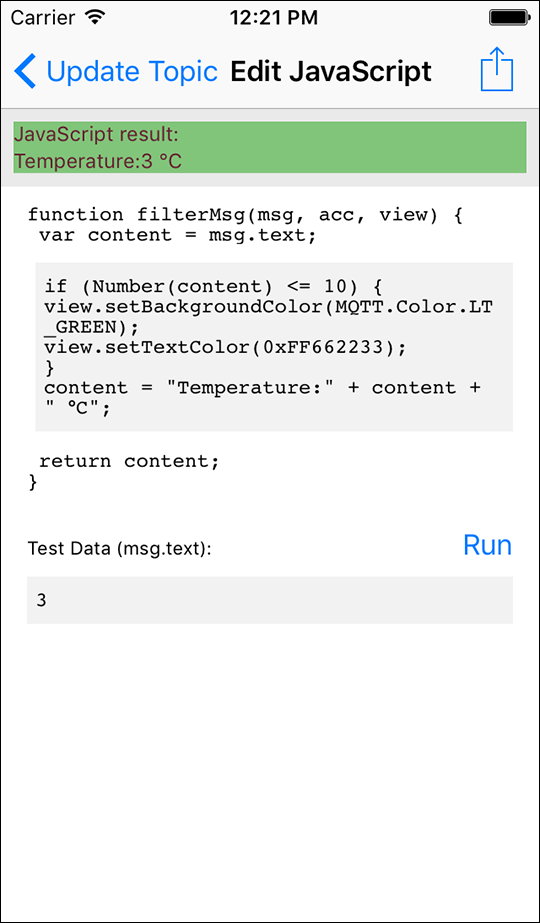 Carrier 12:21 PM
Update Topic Edit JavaScript
JavaScript result:
Temperature:3 °C
function filterMsg(msg, acc, view) {
var content = msg.text;
if (Number(content) <= 10) {
view.setBackgroundColor(MQTT.Color.LT
_GREEN);
view.setTextColor(0xFF662233);
}
content = "Temperature:" + content +
" °C";
return content;
}
Test Data (msg.text): Run
3